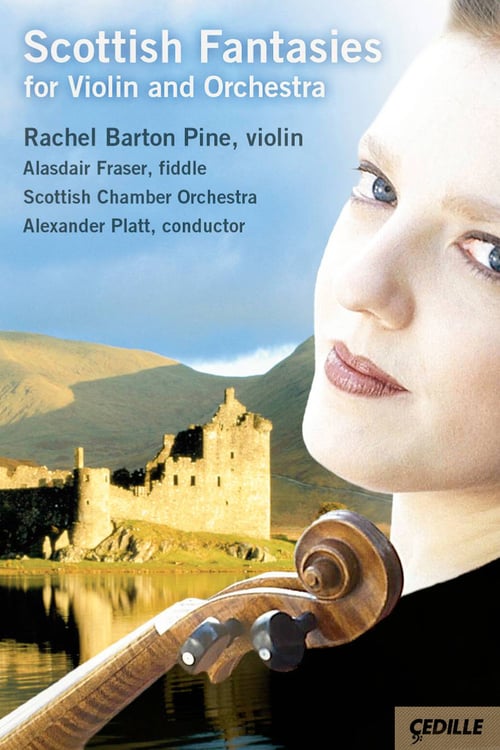 Scottish Fantasies
for Violin and Orchestra
Rachel Barton Pine, violin
Alasdair Fraser, fiddle
Scottish Chamber Orchestra
Alexander Platt, conductor
ÇEDILLE